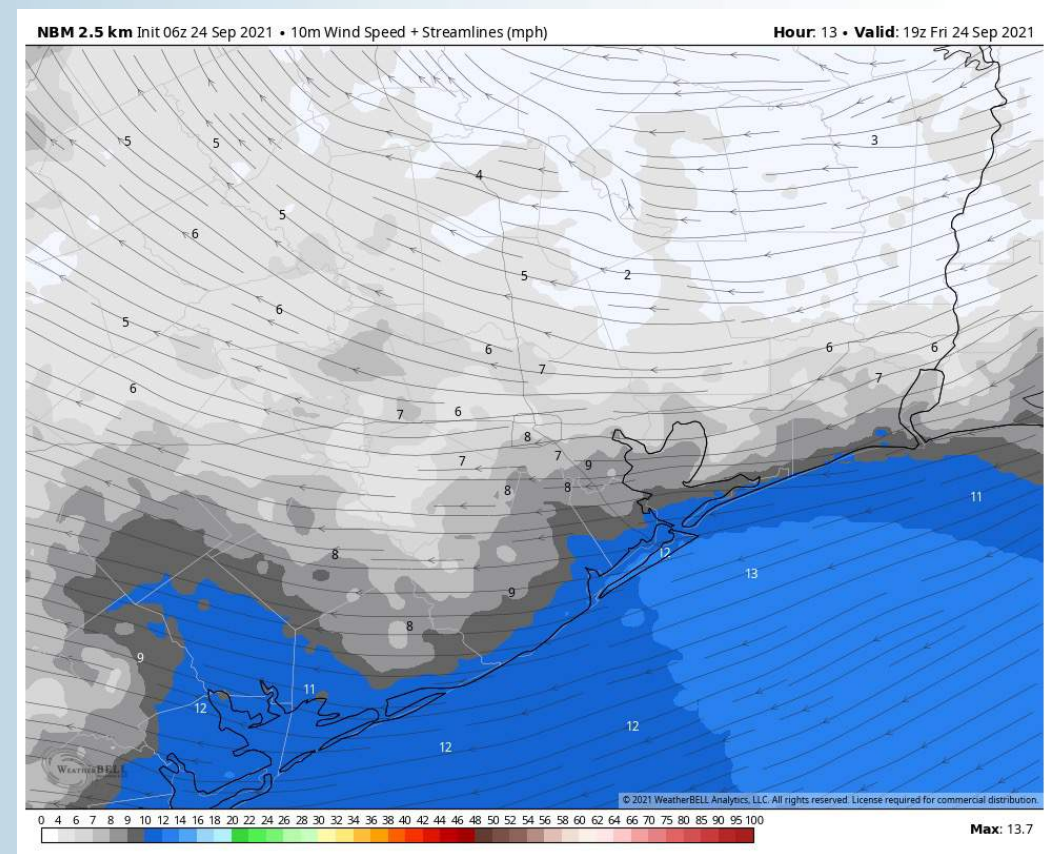 NBM 2.5 km Init 06z 24 Sep 2021 • 10m Wind Speed + Streamlines (mph)
Hour: 13 • Valid: 19z Fri 24 Sep 2021
5 5 3
4
5
6
5 2
6
5
6 6 6
7 7
6
7 6
8
7 9
7
8 8
11
8 12
13
9
8
9
11
12
12
12
WEATHERBELL
© 2021 WeatherBELL Analytics, LLC. All rights reserved. License required for commercial distribution.
0 4 6 7 8 9 10 12 14 16 18 20 22 24 26 28 30 32 34 36 38 40 42 44 46 48 50 52 54 56 58 60 62 64 66 70 75 80 85 90 95 100
Max: 13.7